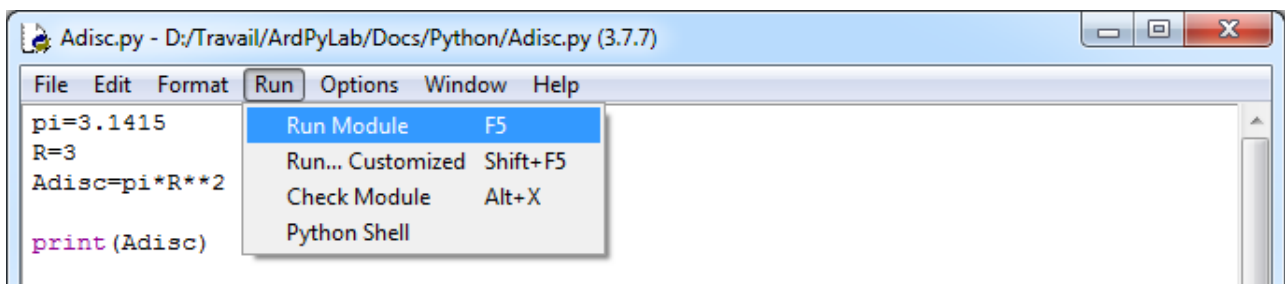 Adisc.py - D:/Travail/ArdPyLab/Docs/Python/Adisc.py (3.7.7)
File Edit Format Run Options Window Help
pi=3.1415
R=3
Adisc=pi*R**2
print(Adisc)
Run Module F5
Run... Customized Shift+F5
Check Module Alt+X
Python Shell